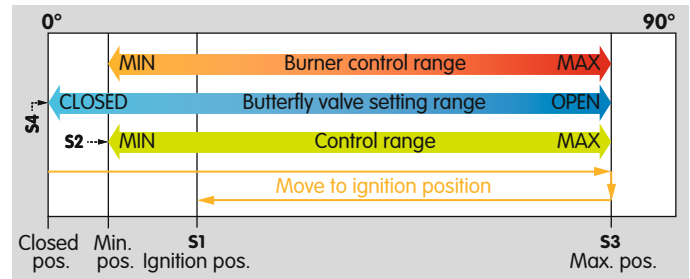 0° 90°
MIN Burner control range MAX
CLOSED Butterfly valve setting range OPEN
S4
S2 MIN Control range MAX
Move to ignition position
Closed Min. S1 S3
pos. pos. Ignition pos. Max. pos.